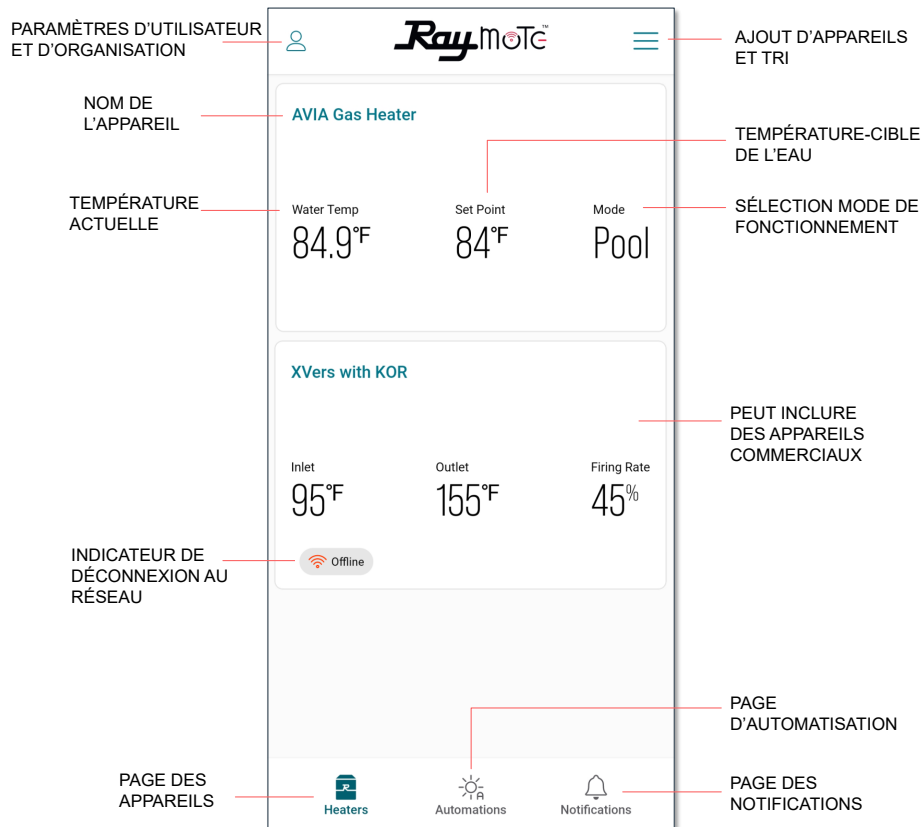 PARAMÈTRES D'UTILISATEUR
ET D'ORGANISATION
Raymote™
AJOUT D'APPAREILS
ET TRI
NOM DE
L'APPAREIL
AVIA Gas Heater
TEMPÉRATURE-CIBLE
DE L'EAU
TEMPÉRATURE
ACTUELLE
Water Temp
84.9°F
Set Point
84°F
Mode
Pool
SÉLECTION MODE DE
FONCTIONNEMENT
XVers with KOR
PEUT INCLURE
DES APPAREILS
COMMERCIAUX
Inlet
95°F
Outlet
155°F
Firing Rate
45%
INDICATEUR DE
DÉCONNEXION AU
RÉSEAU
Offline
PAGE
D'AUTOMATISATION
PAGE DES
APPAREILS
R
Heaters
A
Automations
Notifications
PAGE DES
NOTIFICATIONS